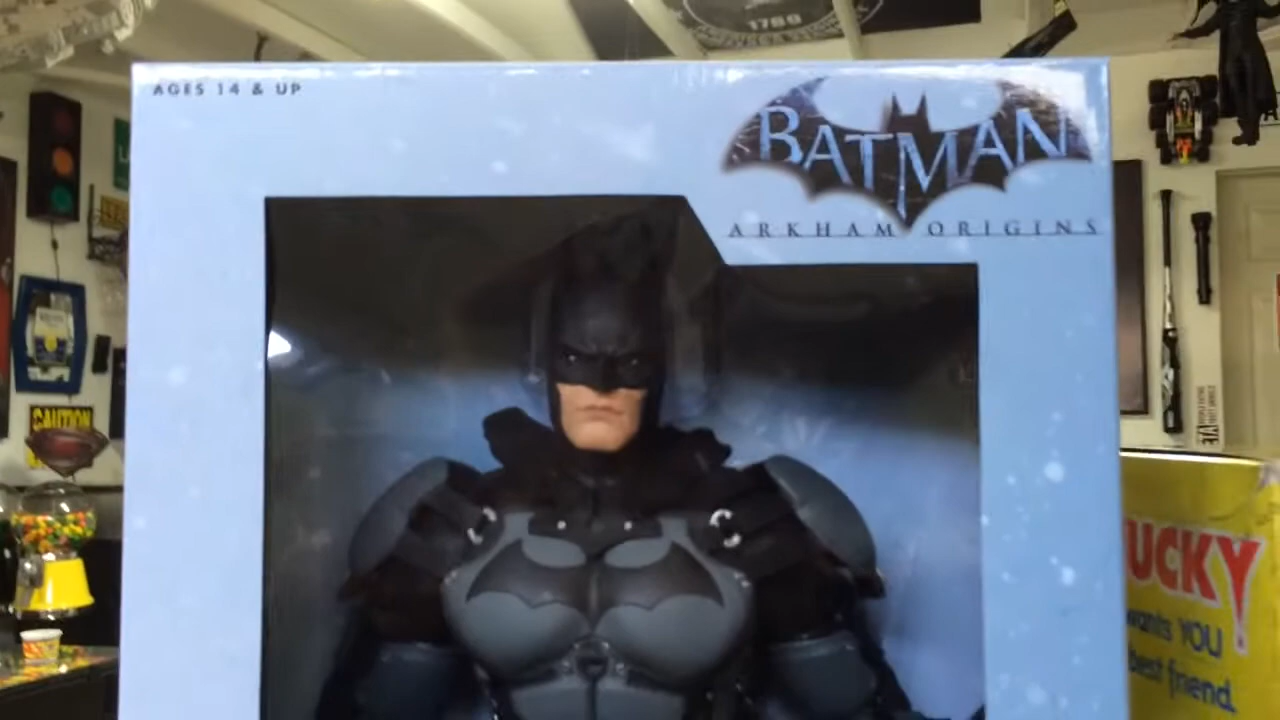 1789
AGES 14 & UP
BATMAN
ARKHAM ORIGINS
CAUTION
UCKY
wants YOU
best friend.